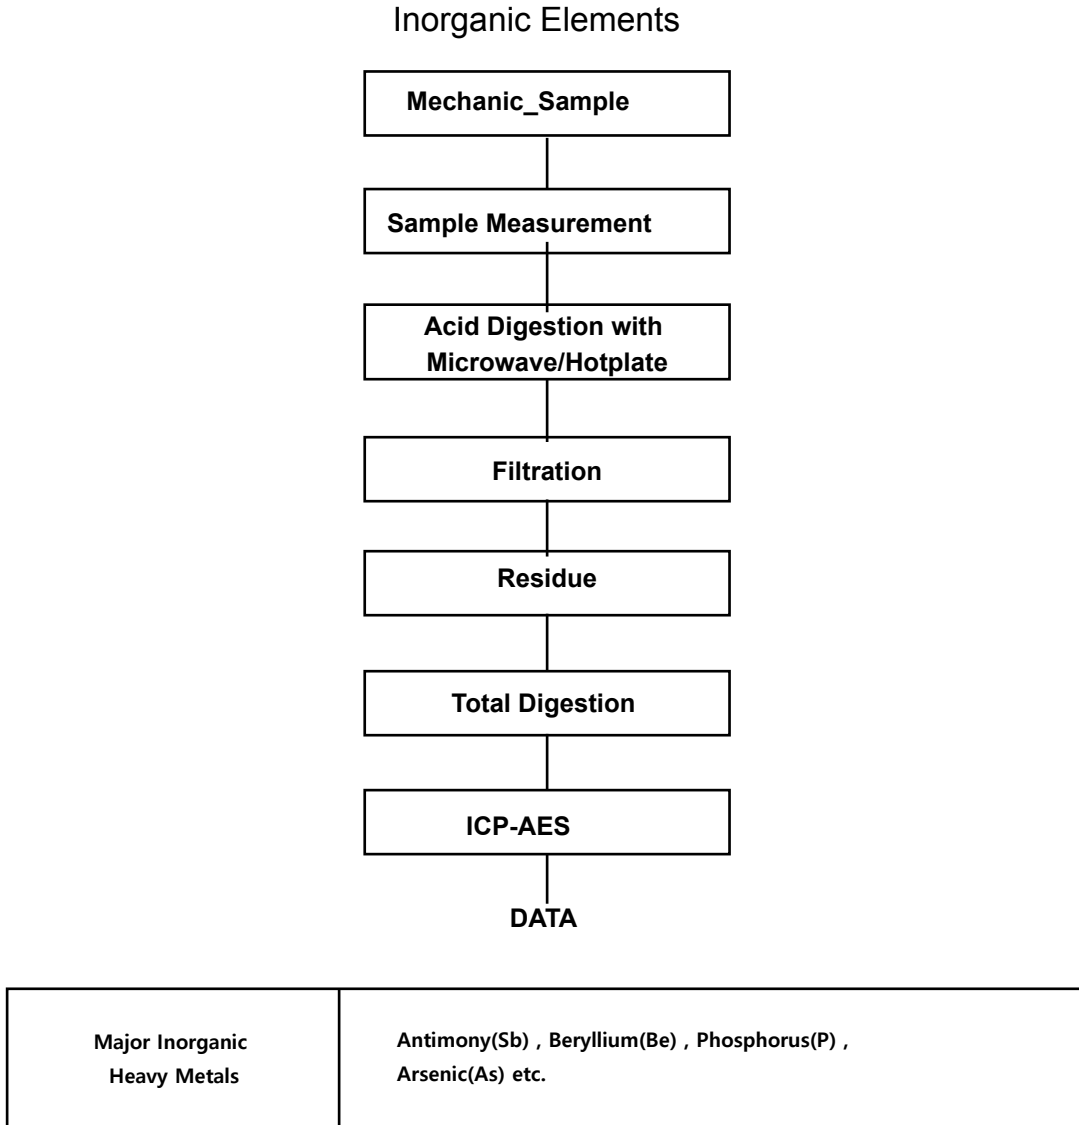 Inorganic Elements
Mechanic_Sample
Sample Measurement
Acid Digestion with
Microwave/Hotplate
Filtration
Residue
Total Digestion
ICP-AES
DATA
Major Inorganic
Heavy Metals
Antimony(Sb) , Beryllium(Be) , Phosphorus(P) ,
Arsenic(As) etc.